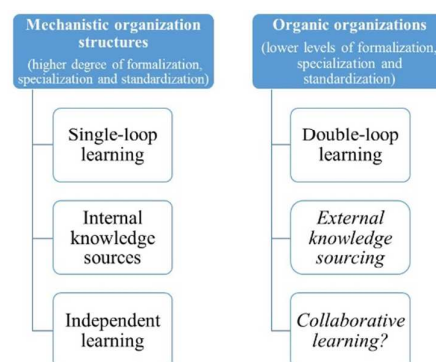 Mechanistic organization
structures
(higher degree of formalization,
specialization and standardization)
Single-loop
learning
Internal
knowledge
sources
Independent
learning
Organic organizations
(lower levels of formalization,
specialization and
standardization)
Double-loop
learning
External
knowledge
sourcing
Collaborative
learning?